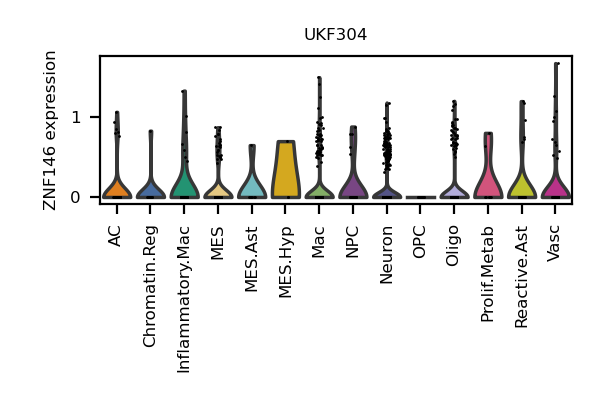 UKF304
ZNF146 expression
1
0
AC
Chromatin.Reg
Inflammatory.Mac
MES
MES.Ast
MES.Hyp
Mac
NPC
Neuron
OPC
Oligo
Prolif.Metab
Reactive.Ast
Vasc